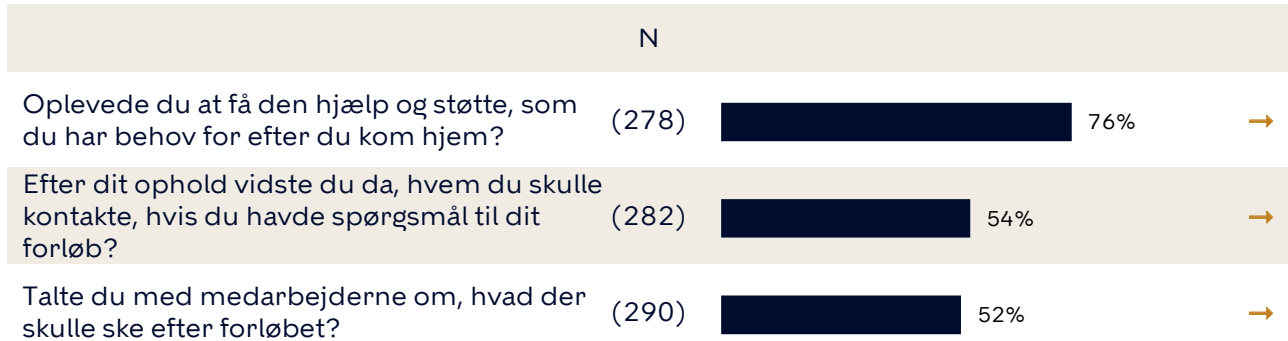 N
Oplevede du at få den hjælp og støtte, som
du har behov for efter du kom hjem?
(278)
76%
→
Efter dit ophold vidste du da, hvem du skulle
kontakte, hvis du havde spørgsmål til dit
forløb?
(282)
54%
→
Talte du med medarbejderne om, hvad der
skulle ske efter forløbet?
(290)
52%
→